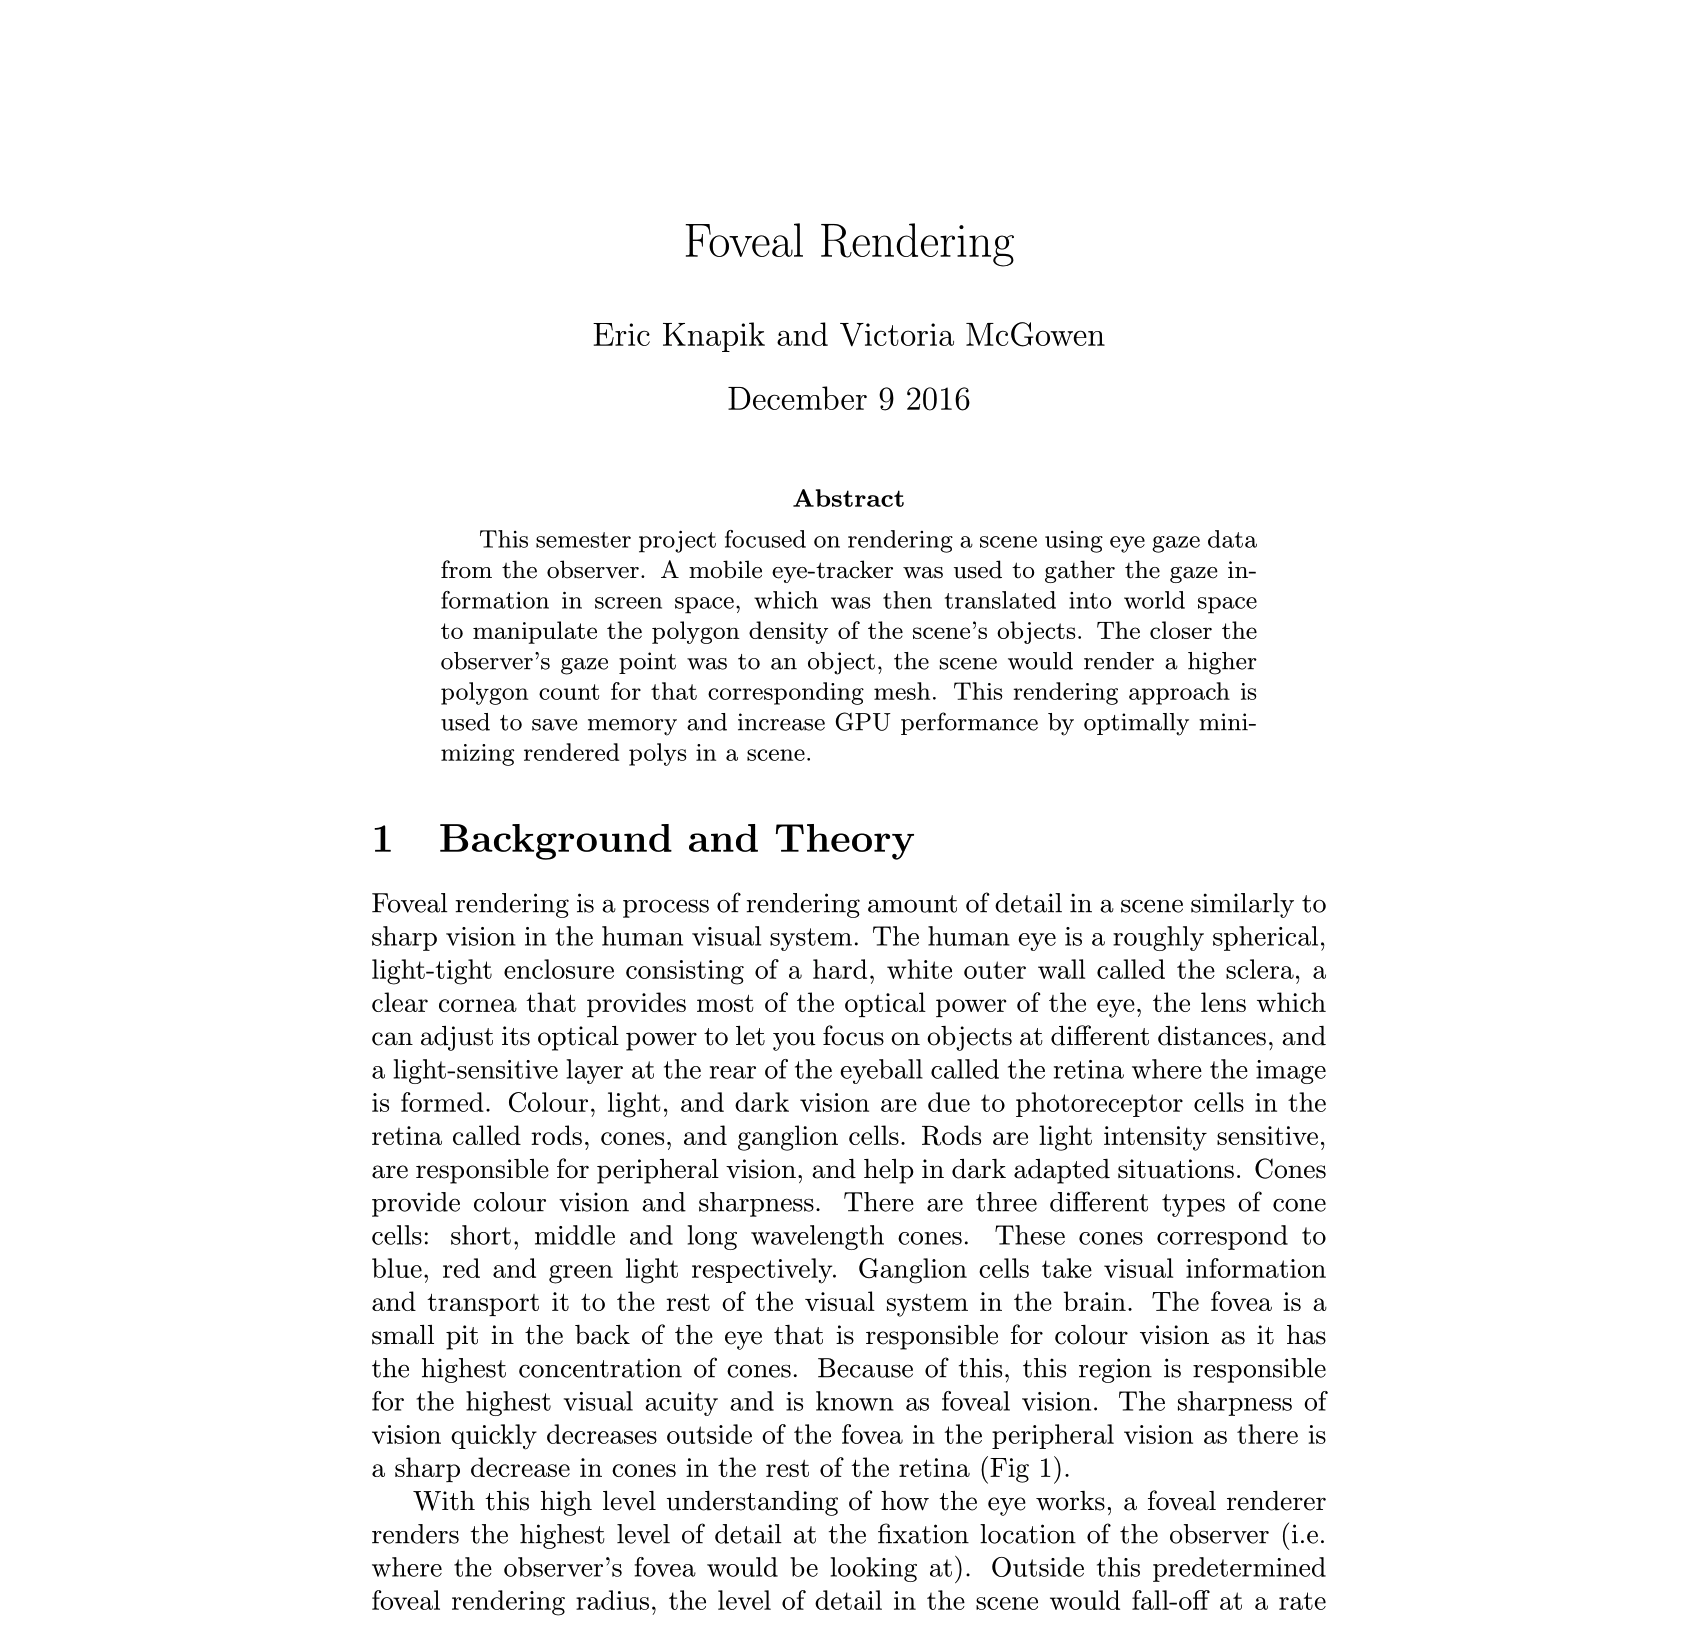 Foveal Rendering
Eric Knapik and Victoria McGowen
December 9 2016
Abstract
This semester project focused on rendering a scene using eye gaze data
from the observer. A mobile eye-tracker was used to gather the gaze in-
formation in screen space, which was then translated into world space
to manipulate the polygon density of the scene's objects. The closer the
observer's gaze point was to an object, the scene would render a higher
polygon count for that corresponding mesh. This rendering approach is
used to save memory and increase GPU performance by optimally mini-
mizing rendered polys in a scene.
1 Background and Theory
Foveal rendering is a process of rendering amount of detail in a scene similarly to
sharp vision in the human visual system. The human eye is a roughly spherical,
light-tight enclosure consisting of a hard, white outer wall called the sclera, a
clear cornea that provides most of the optical power of the eye, the lens which
can adjust its optical power to let you focus on objects at different distances, and
a light-sensitive layer at the rear of the eyeball called the retina where the image
is formed. Colour, light, and dark vision are due to photoreceptor cells in the
retina called rods, cones, and ganglion cells. Rods are light intensity sensitive,
are responsible for peripheral vision, and help in dark adapted situations. Cones
provide colour vision and sharpness. There are three different types of cone
cells: short, middle and long wavelength cones. These cones correspond to
blue, red and green light respectively. Ganglion cells take visual information
and transport it to the rest of the visual system in the brain. The fovea is a
small pit in the back of the eye that is responsible for colour vision as it has
the highest concentration of cones. Because of this, this region is responsible
for the highest visual acuity and is known as foveal vision. The sharpness of
vision quickly decreases outside of the fovea in the peripheral vision as there is
a sharp decrease in cones in the rest of the retina (Fig 1).
With this high level understanding of how the eye works, a foveal renderer
renders the highest level of detail at the fixation location of the observer (i.e.
where the observer's fovea would be looking at). Outside this predetermined
foveal rendering radius, the level of detail in the scene would fall-off at a rate